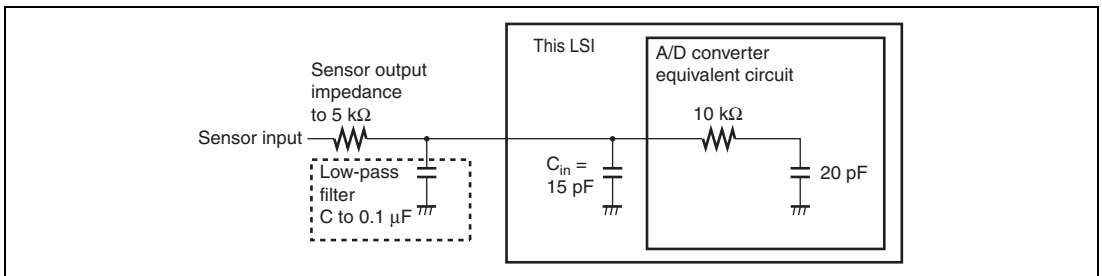 This LSI
A/D converter
equivalent circuit
Sensor output
impedance
to 5 kΩ
10 kΩ
Sensor input
Low-pass
filter
C to 0.1 μF
Cin =
15 pF
20 pF